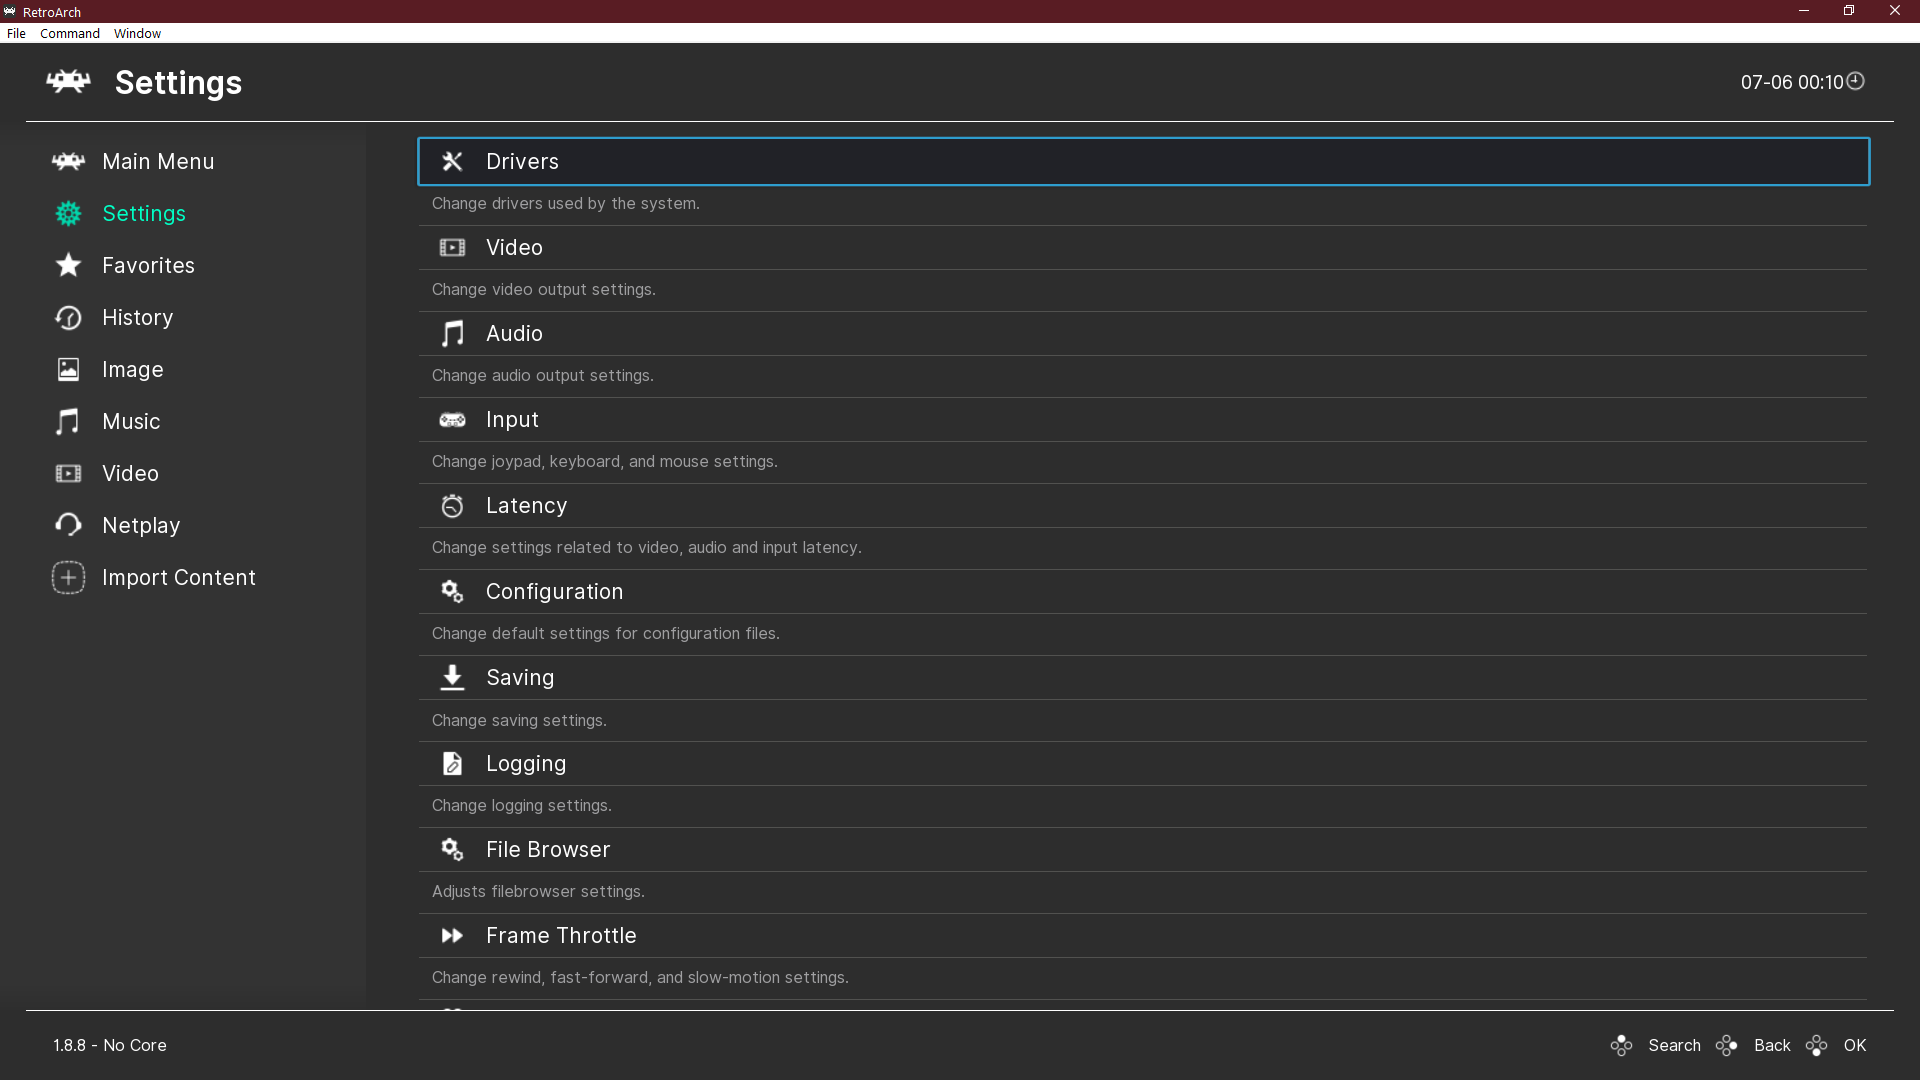 RetroArch
File Command Window
Settings
07-06 00:10
Main Menu
Settings
Favorites
History
Image
Music
Video
Netplay
Import Content
Drivers
Change drivers used by the system.
Video
Change video output settings.
Audio
Change audio output settings.
Input
Change joypad, keyboard, and mouse settings.
Latency
Change settings related to video, audio and input latency.
Configuration
Change default settings for configuration files.
Saving
Change saving settings.
Logging
Change logging settings.
File Browser
Adjusts filebrowser settings.
Frame Throttle
Change rewind, fast-forward, and slow-motion settings.
1.8.8 - No Core
Search Back OK